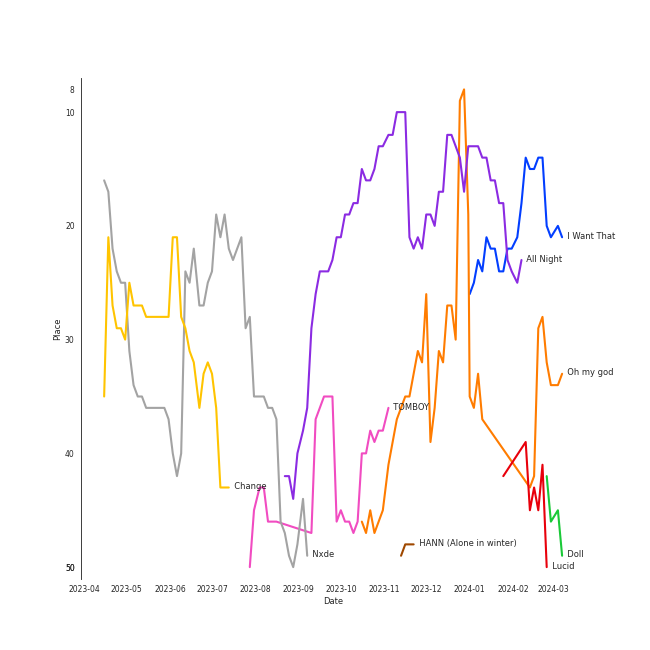 8
10
20
30
40
50
Place
I Want That
All Night
Oh my god
TOMBOY
Change
HANN (Alone in winter)
Nxde
Doll
Lucid
2023-04 2023-05 2023-06 2023-07 2023-08 2023-09 2023-10 2023-11 2023-12 2024-01 2024-02 2024-03
Date